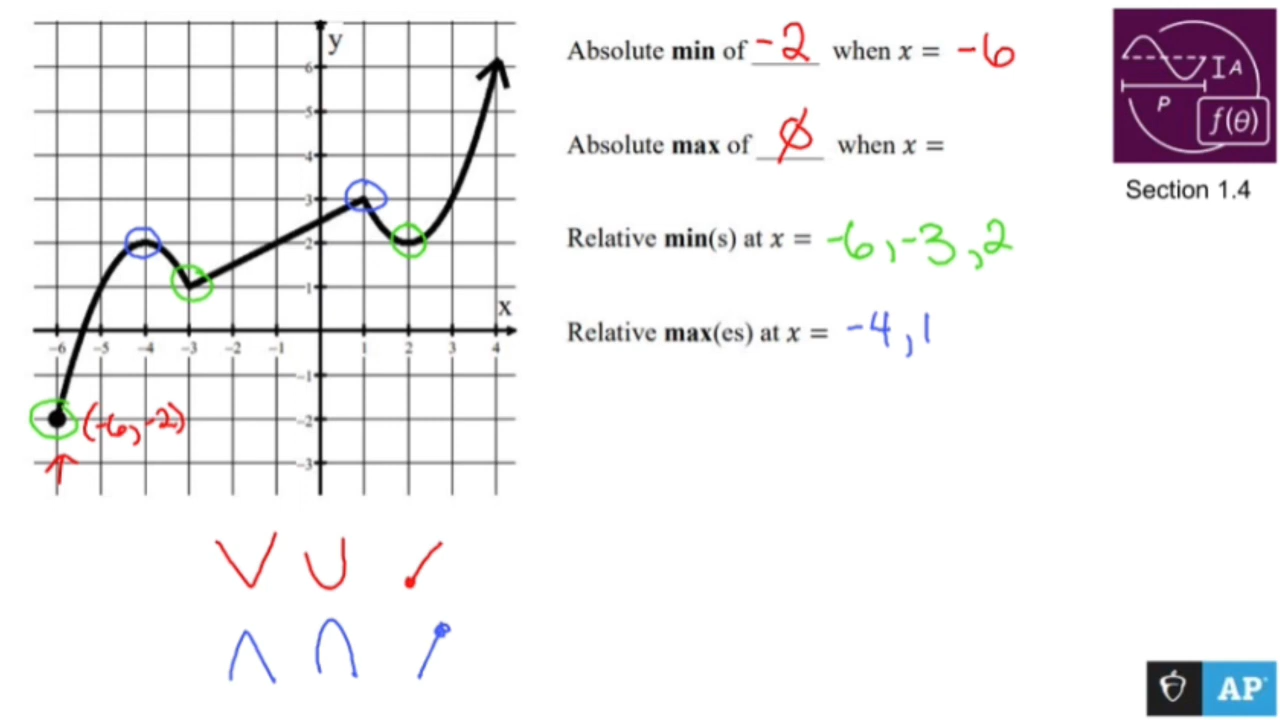 y
6
5
4
3
2
1
x
-6 -5 -4 -3 -2 -1 1 2 3 4
-1
-2
-3
(-6, -2)
Absolute min of -2 when x = -6
Absolute max of ∅ when x =
Relative min(s) at x = -6, -3, 2
Relative max(es) at x = -4, 1
A
P
f(θ)
Section 1.4
AP